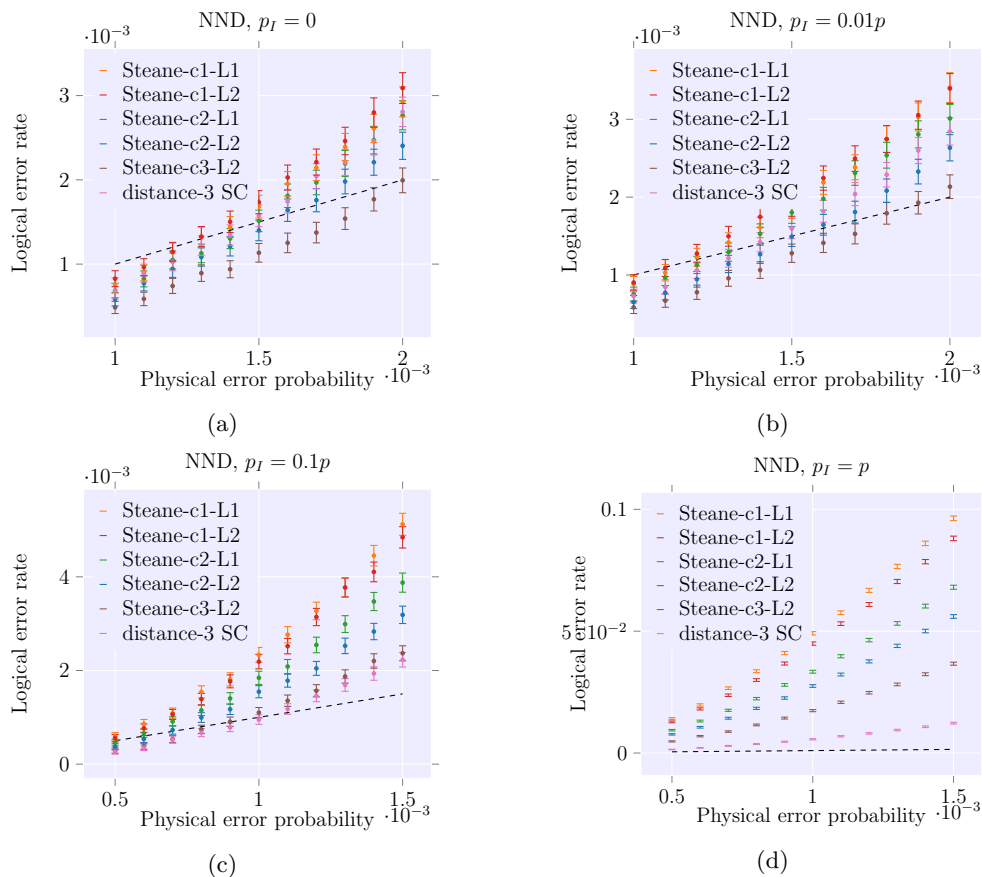 NND, p_I = 0
·10^−3
Steane-c1-L1
Steane-c1-L2
Steane-c2-L1
Steane-c2-L2
Steane-c3-L2
distance-3 SC
Logical error rate
3
2
1
1
1.5
2
Physical error probability
·10^−3
(a)
NND, p_I = 0.01p
·10^−3
Steane-c1-L1
Steane-c1-L2
Steane-c2-L1
Steane-c2-L2
Steane-c3-L2
distance-3 SC
Logical error rate
3
2
1
1
1.5
2
Physical error probability
·10^−3
(b)
NND, p_I = 0.1p
·10^−3
Steane-c1-L1
Steane-c1-L2
Steane-c2-L1
Steane-c2-L2
Steane-c3-L2
distance-3 SC
Logical error rate
4
2
0
0.5
1
1.5
Physical error probability
·10^−3
(c)
NND, p_I = p
Steane-c1-L1
Steane-c1-L2
Steane-c2-L1
Steane-c2-L2
Steane-c3-L2
distance-3 SC
Logical error rate
0.1
0
0.5
1
1.5
Physical error probability
·10^−3
(d)